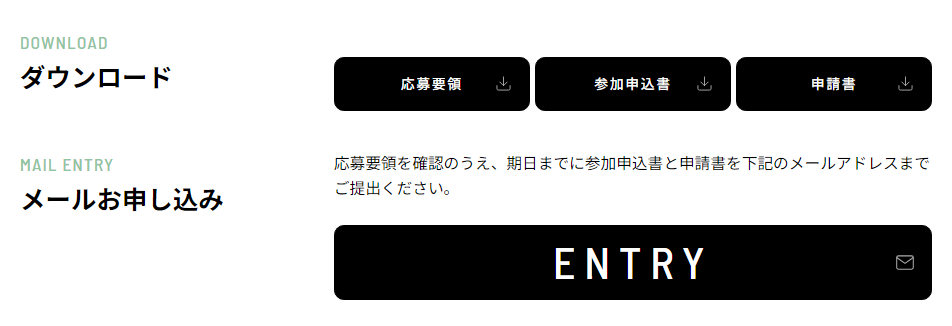 DOWNLOAD
ダウンロード
応募要領
参加申込書
申請書
MAIL ENTRY
メールお申し込み
応募要領を確認のうえ、期日までに参加申込書と申請書を下記のメールアドレスまで
ご提出ください。
ENTRY